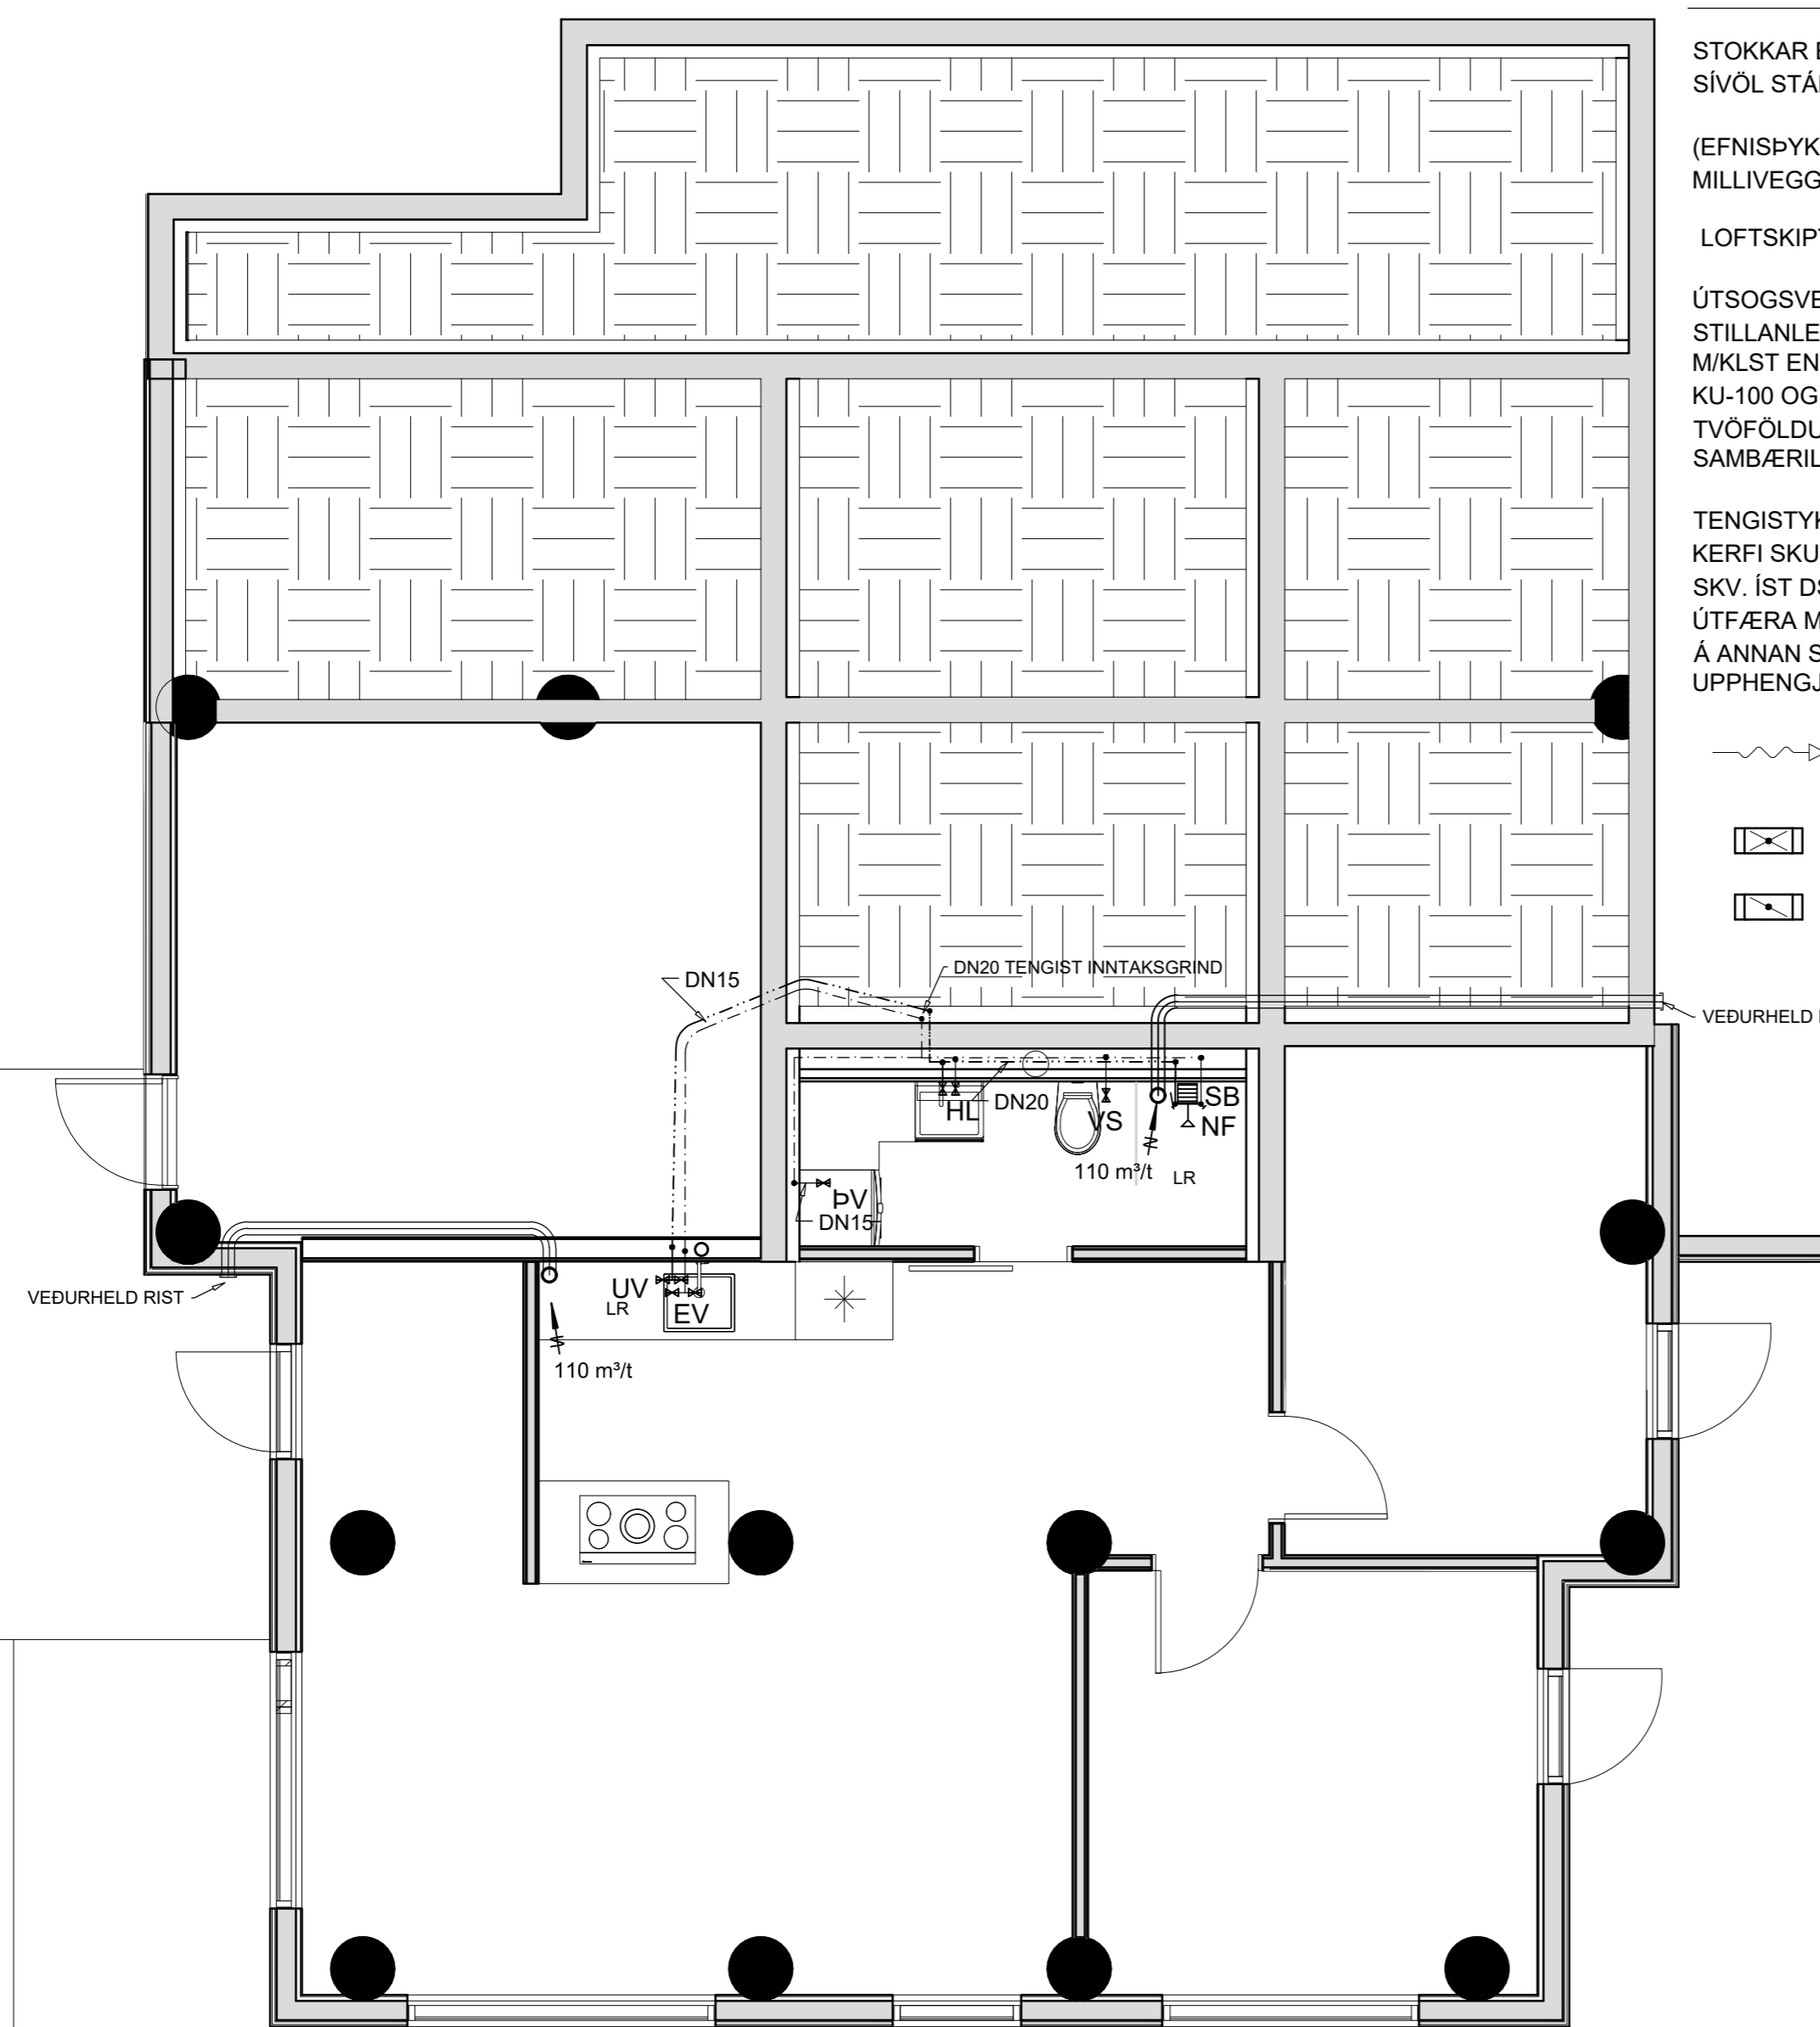 STOKKAR
SÍVÖL
(EFNISÞYK
MILLIVEGG
LOFTSKIPT
ÚTSOGSVE
STILLANLE
M/KLST EN
KU-100 OG
TVÖFÖLDU
SAMBÆRIL
TENGISTYK
KERFI SKU
SKV. ÍST DS
ÚTFÆRA M
Á ANNAN S
UPPHENGJ
DN15
DN20 TENGIST INNTAKSGRIND
VEÐURHELD
HL
DN20
VS
SB
NF
110 m³/t
LR
ÞV
DN15
VEÐURHELD RIST
UV
LR
EV
110 m³/t